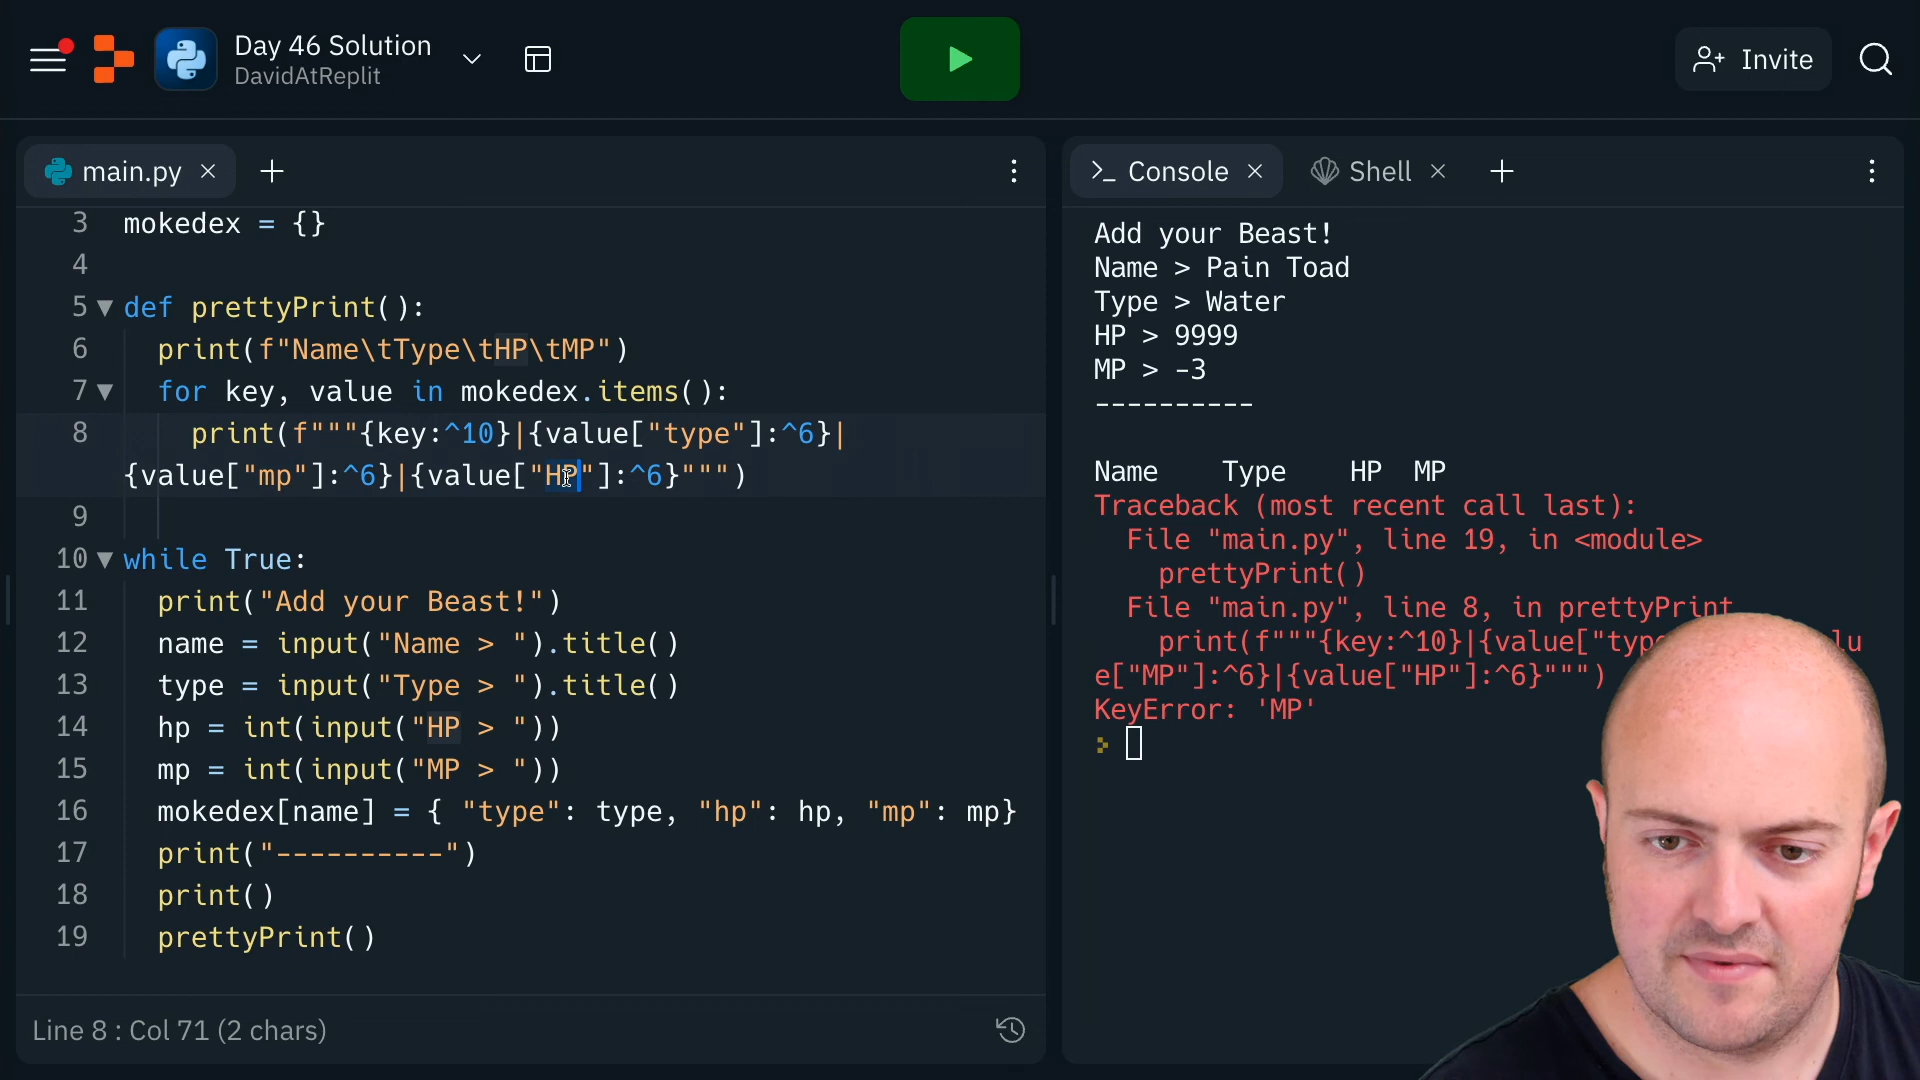 Day 46 Solution
DavidAtReplit
Invite
main.py
3 mokedex = {}
4
5 def prettyPrint():
6 print(f"Name\tType\tHP\tMP")
7 for key, value in mokedex.items():
8 print(f"""{key:^10}|{value["type"]:^6}|
{value["mp"]:^6}|{value["HP"]:^6}""")
9
10 while True:
11 print("Add your Beast!")
12 name = input("Name > ").title()
13 type = input("Type > ").title()
14 hp = int(input("HP > "))
15 mp = int(input("MP > "))
16 mokedex[name] = { "type": type, "hp": hp, "mp": mp}
17 print("----------")
18 print()
19 prettyPrint()
Line 8 : Col 71 (2 chars)
Console
Shell
Add your Beast!
Name > Pain Toad
Type > Water
HP > 9999
MP > -3
----------
Name Type HP MP
Traceback (most recent call last):
File "main.py", line 19, in <module>
prettyPrint()
File "main.py", line 8, in prettyPrint
print(f"""{key:^10}|{value["type lu
e["MP"]:^6}|{value["HP"]:^6}""")
KeyError: 'MP'